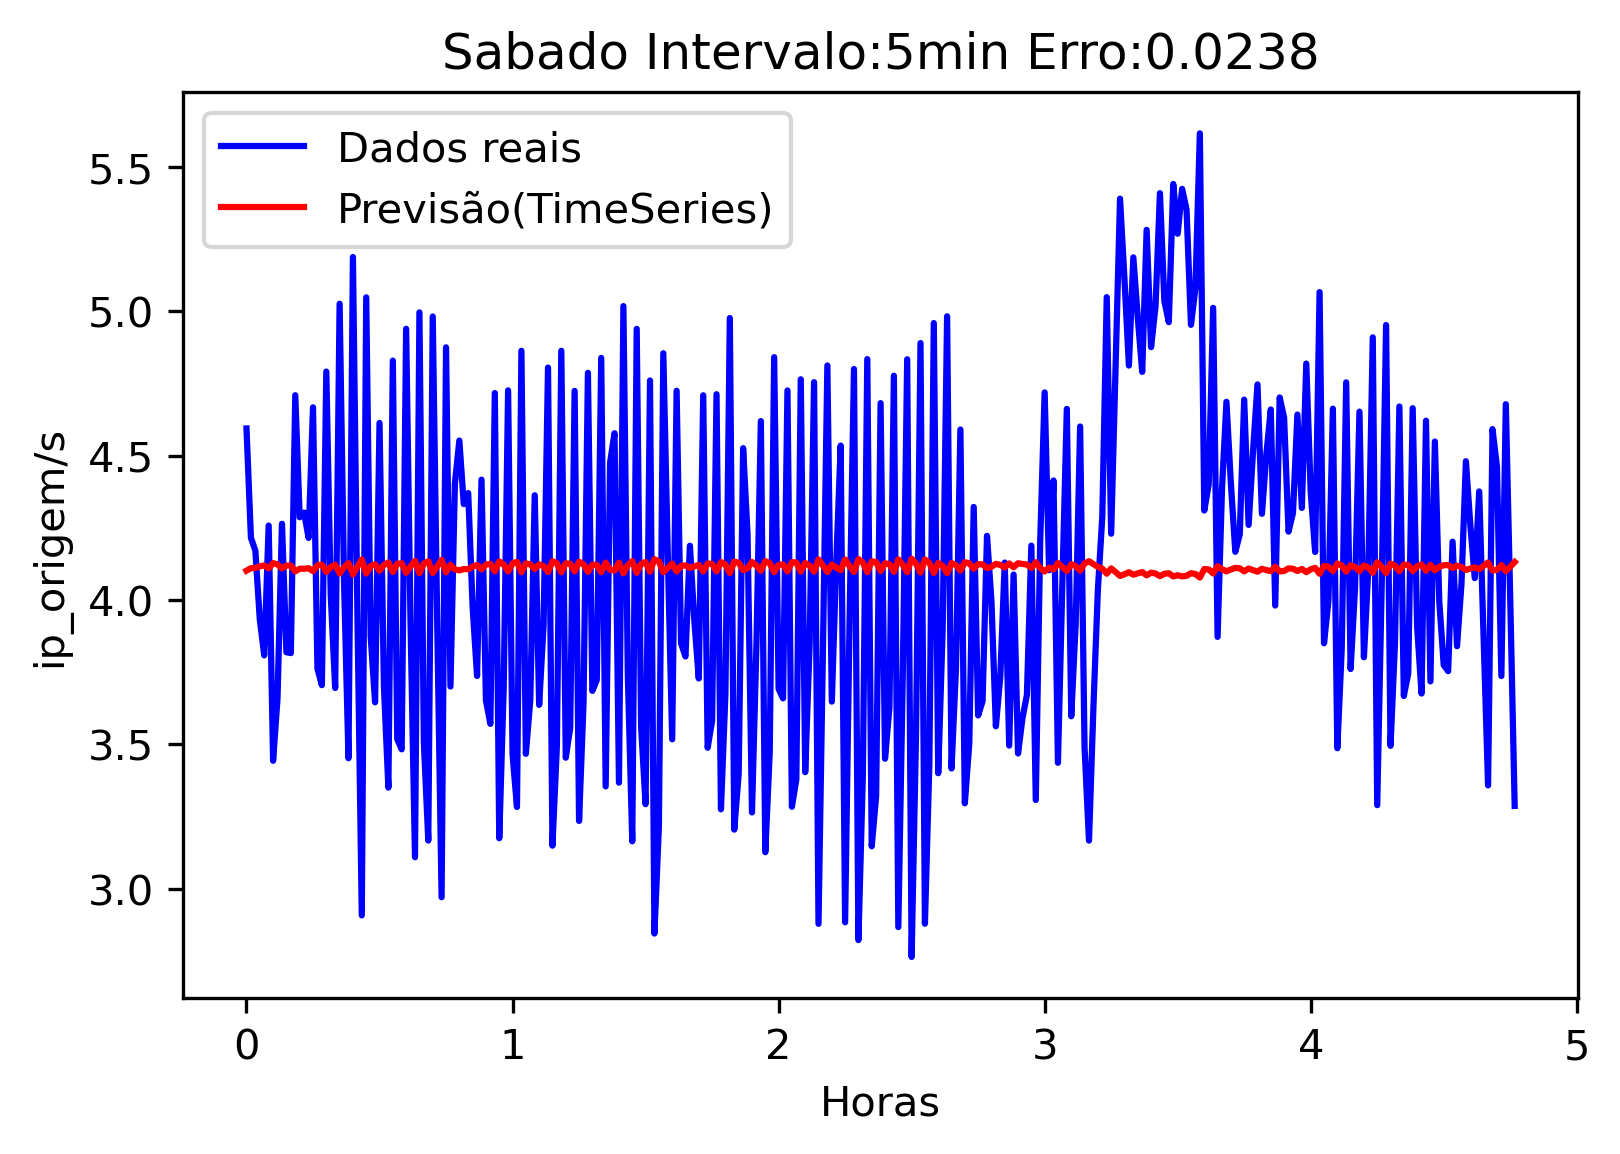 Sabado Intervalo:5min Erro:0.0238
Dados reais
Previsão(TimeSeries)
5.5
5.0
4.5
4.0
3.5
3.0
ip_origem/s
0 1 2 3 4 5
Horas